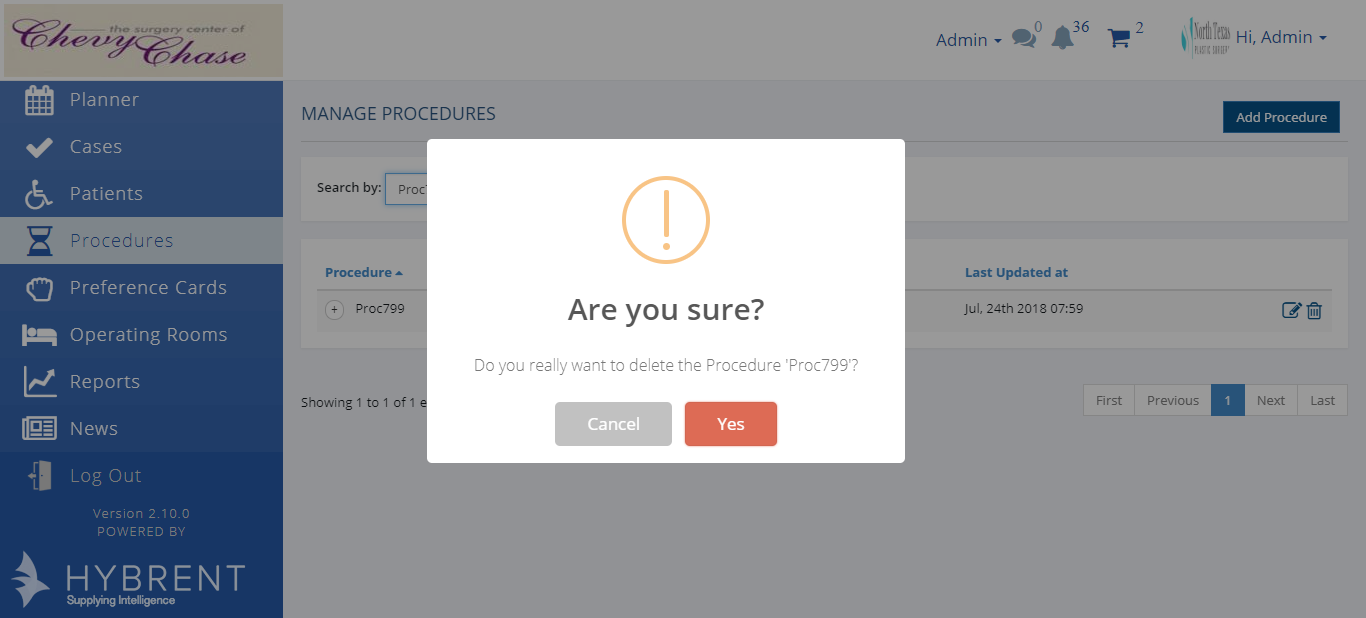 the surgery center of
Chevy Chase
Admin
0
36
2
North Texas
PLASTIC SURGERY
Hi, Admin
Planner
Cases
Patients
Procedures
Preference Cards
Operating Rooms
Reports
News
Log Out
Version 2.10.0
POWERED BY
HYBRENT
Supplying Intelligence
MANAGE PROCEDURES
Add Procedure
Search by:
Procedure
Last Updated at
+ Proc799
Jul, 24th 2018 07:59
Showing 1 to 1 of 1
First Previous 1 Next Last
Are you sure?
Do you really want to delete the Procedure 'Proc799'?
Cancel Yes